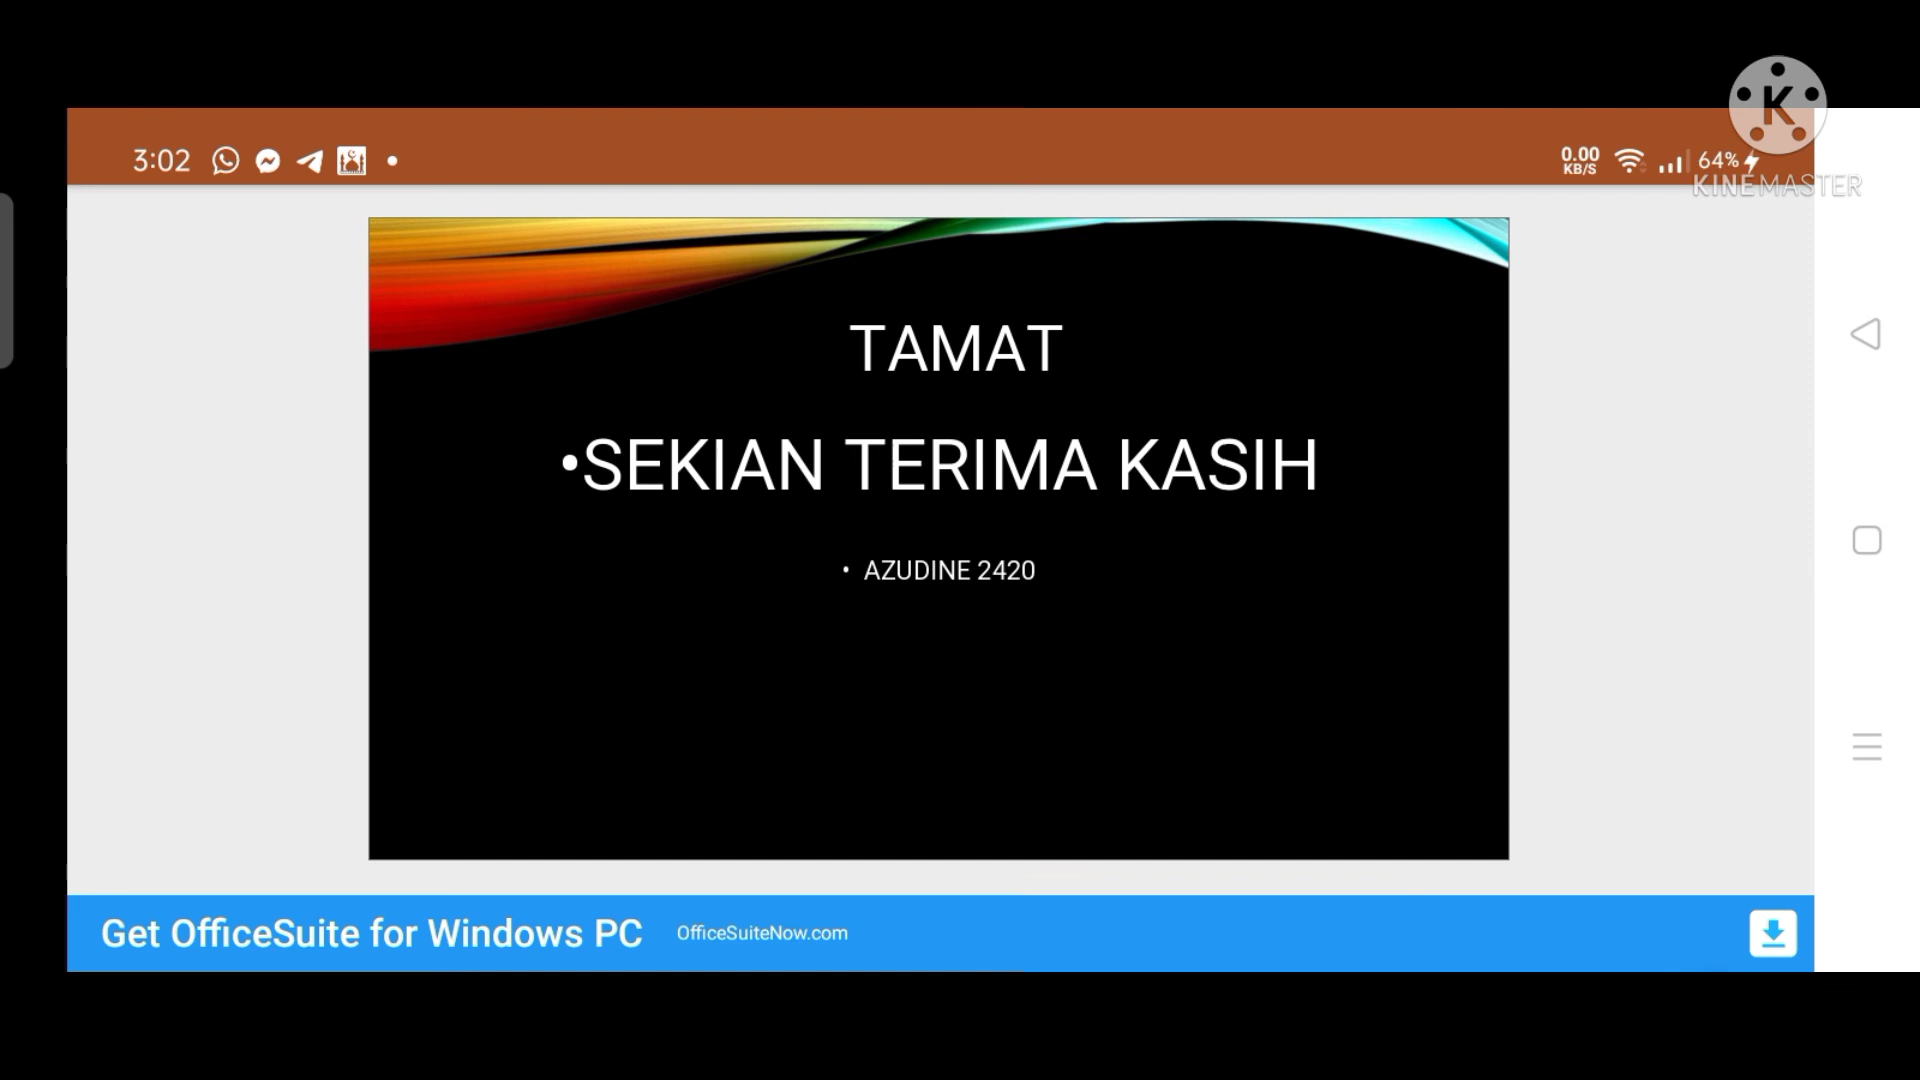 K
KINEMASTER
3:02
0.00
KB/S
64%
TAMAT
•SEKIAN TERIMA KASIH
• AZUDINE 2420
Get OfficeSuite for Windows PC OfficeSuiteNow.com